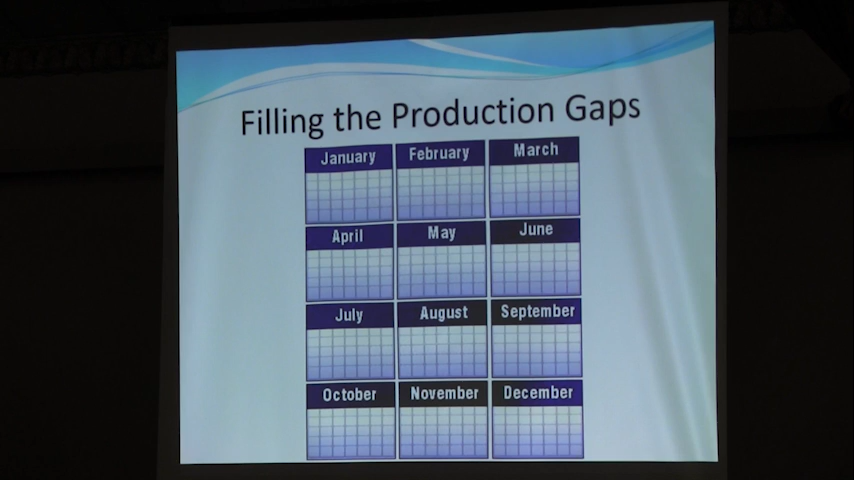 Filling the Production Gaps
January February March
April May June
July August September
October November December